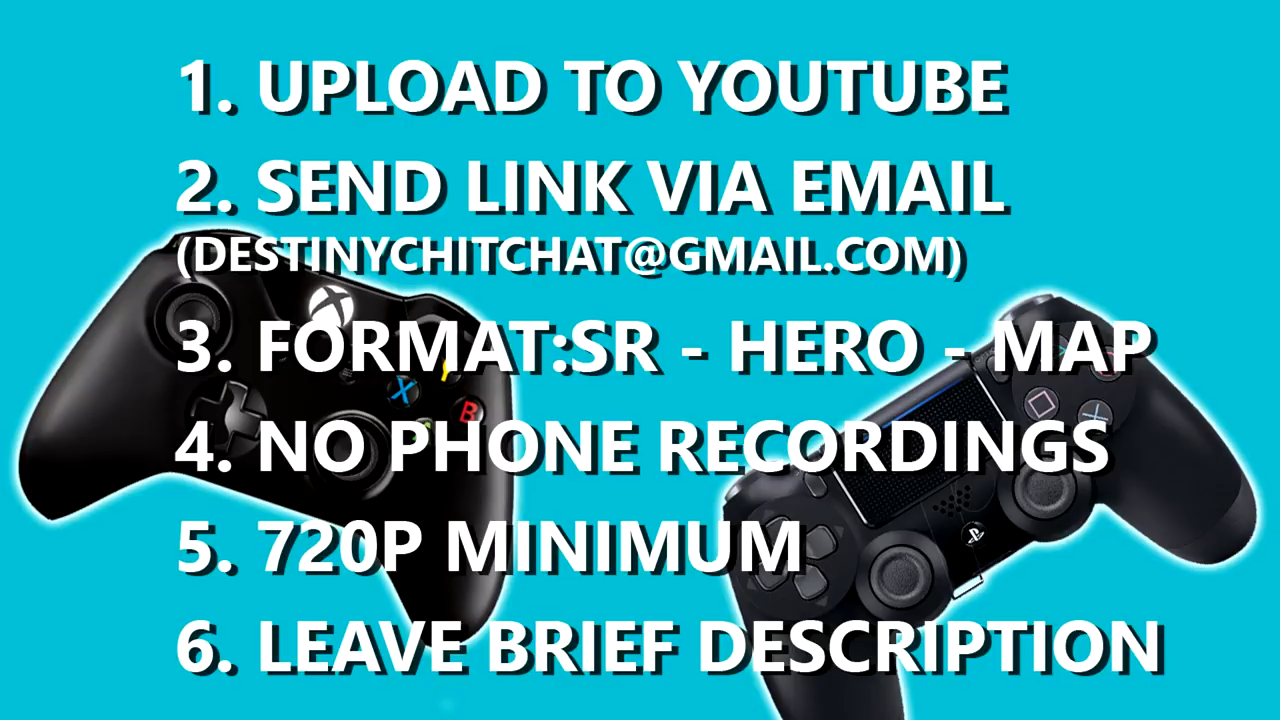 1. UPLOAD TO YOUTUBE
2. SEND LINK VIA EMAIL
(DESTINYCHITCHAT@GMAIL.COM)
3. FORMAT:SR - HERO - MAP
4. NO PHONE RECORDINGS
5. 720P MINIMUM
6. LEAVE BRIEF DESCRIPTION
X
Y
B